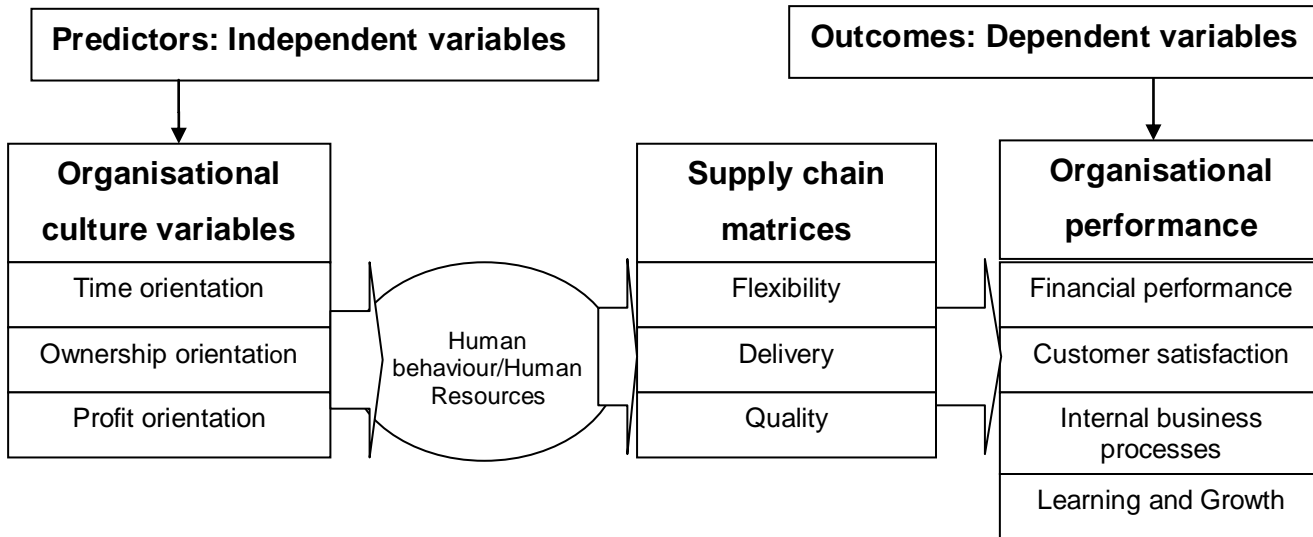 Predictors: Independent variables
Outcomes: Dependent variables
Organisational
culture variables
Time orientation
Ownership orientation
Profit orientation
Human
behaviour/Human
Resources
Supply chain
matrices
Flexibility
Delivery
Quality
Organisational
performance
Financial performance
Customer satisfaction
Internal business
processes
Learning and Growth